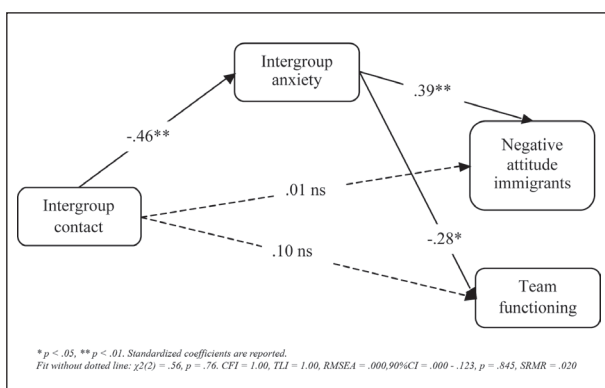 Intergroup
anxiety
.39**
-.46**
Negative
attitude
immigrants
.01 ns
Intergroup
contact
-.28*
.10 ns
Team
functioning
* p < .05, ** p < .01. Standardized coefficients are reported.
Fit without dotted line: χ2(2) = .56, p = .76. CFI = 1.00, TLI = 1.00, RMSEA = .000,90%CI = .000 - .123, p = .845, SRMR = .020